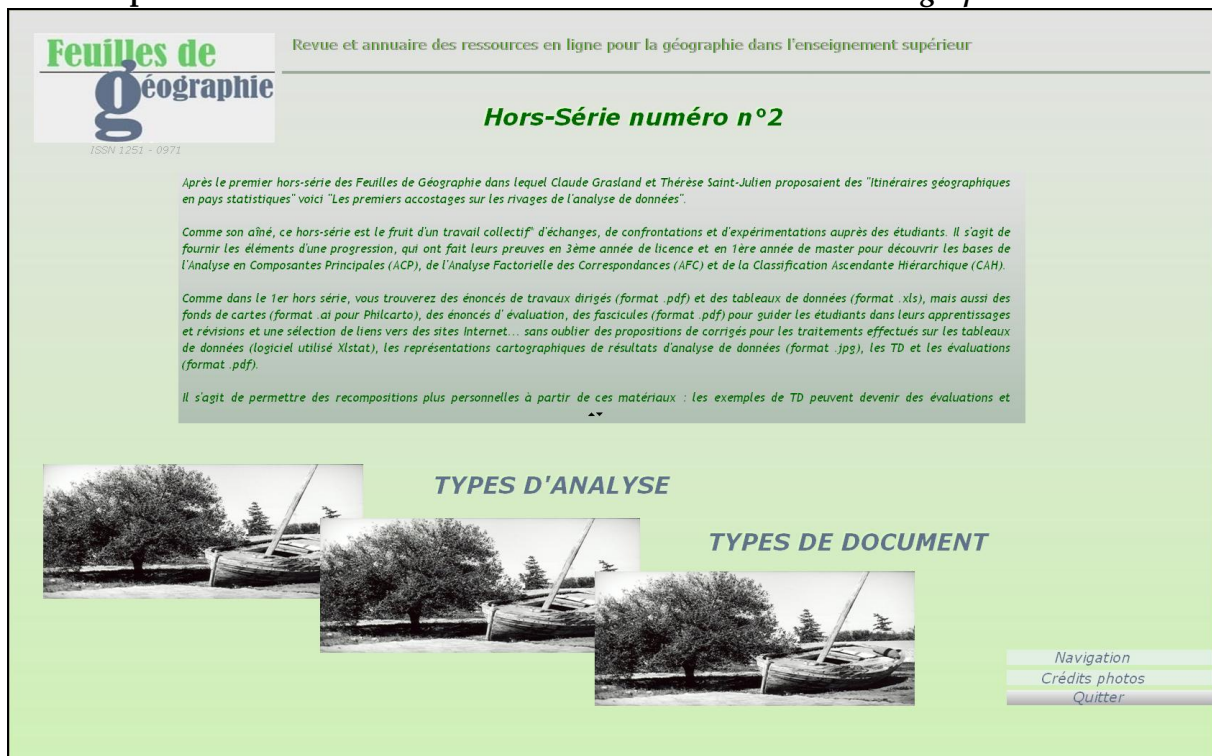 Feuilles de
géographie
ISSN 1251 - 0971
Revue et annuaire des ressources en ligne pour la géographie dans l'enseignement supérieur
Hors-Série numéro n°2
Après le premier hors-série des Feuilles de Géographie dans lequel Claude Grasland et Thérèse Saint-Julien proposaient des "Itinéraires géographiques
en pays statistiques" voici "Les premiers accostages sur les rivages de l'analyse de données".
Comme son aîné, ce hors-série est le fruit d'un travail collectif° d'échanges, de confrontations et d'expérimentations auprès des étudiants. Il s'agit de
fournir les éléments d'une progression, qui ont fait leurs preuves en 3ème année de licence et en 1ère année de master pour découvrir les bases de
l'Analyse en Composantes Principales (ACP), de l'Analyse Factorielle des Correspondances (AFC) et de la Classification Ascendante Hiérarchique (CAH).
Comme dans le 1er hors série, vous trouverez des énoncés de travaux dirigés (format .pdf) et des tableaux de données (format .xls), mais aussi des
fonds de cartes (format .ai pour Philcarto), des énoncés d' évaluation, des fascicules (format .pdf) pour guider les étudiants dans leurs apprentissages
et révisions et une sélection de liens vers des sites Internet... sans oublier des propositions de corrigés pour les traitements effectués sur les tableaux
de données (logiciel utilisé Xlstat), les représentations cartographiques de résultats d'analyse de données (format .jpg), les TD et les évaluations
(format .pdf).
Il s'agit de permettre des recompositions plus personnelles à partir de ces matériaux : les exemples de TD peuvent devenir des évaluations et
TYPES D'ANALYSE
TYPES DE DOCUMENT
Navigation
Crédits photos
Quitter